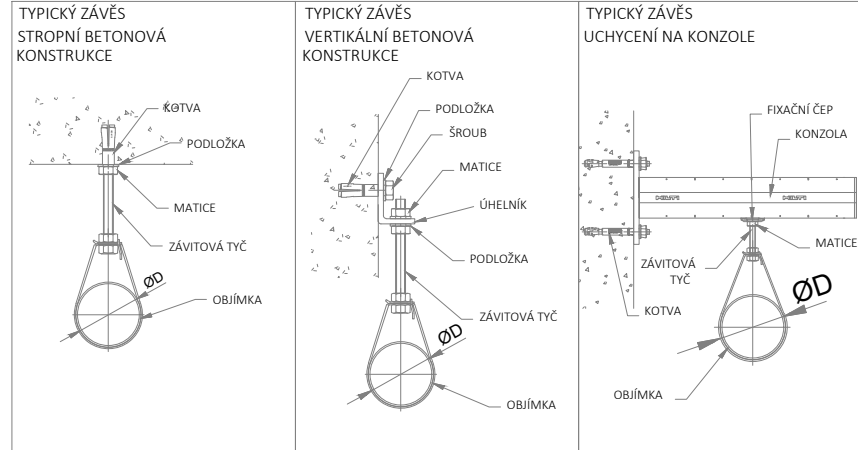 TYPICKÝ ZÁVĚS
STROPNÍ BETONOVÁ
KONSTRUKCE
KOTVA
PODLOŽKA
MATICE
ZÁVITOVÁ TYČ
ØD
OBJÍMKA
TYPICKÝ ZÁVĚS
VERTIKÁLNÍ BETONOVÁ
KONSTRUKCE
KOTVA
PODLOŽKA
ŠROUB
MATICE
ÚHELNÍK
PODLOŽKA
ZÁVITOVÁ TYČ
ØD
OBJÍMKA
TYPICKÝ ZÁVĚS
UCHYCENÍ NA KONZOLE
FIXAČNÍ ČEP
KONZOLA
MATICE
ZÁVITOVÁ
TYČ
ØD
KOTVA
OBJÍMKA